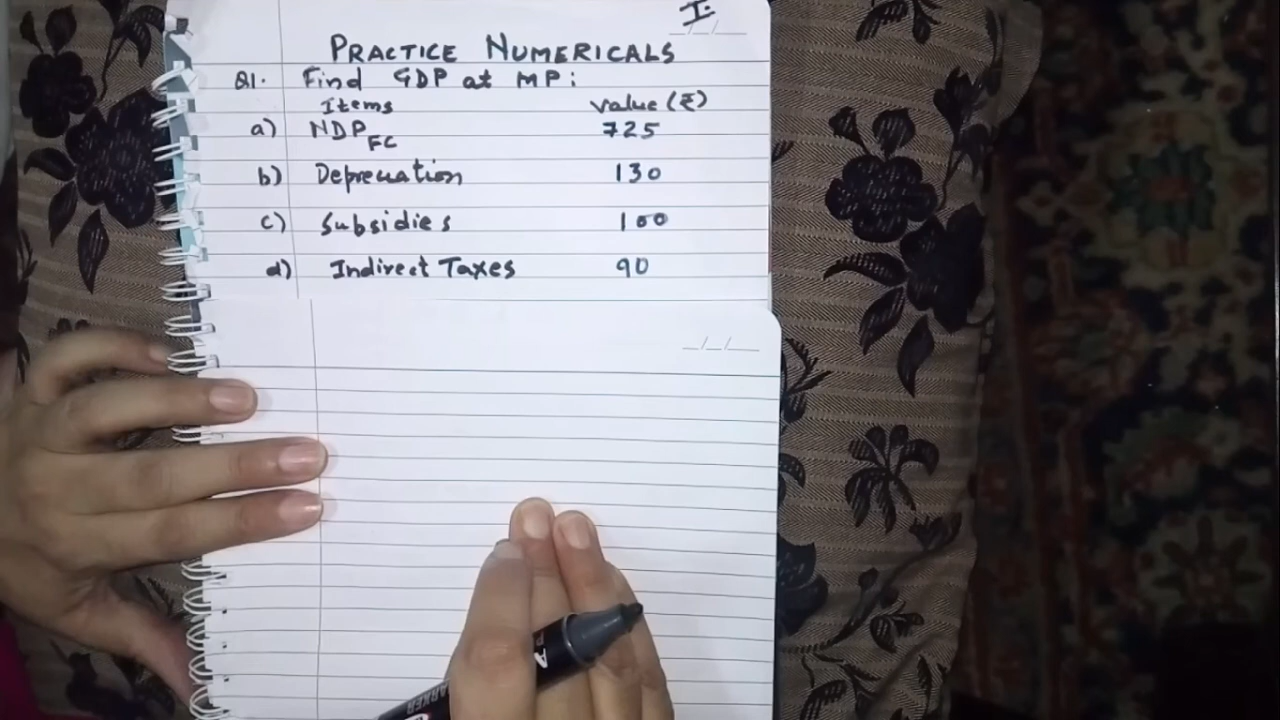 I.
_/_/_
PRACTICE NUMERICALS
Q1. Find GDP at MP:
Items Value (₹)
a) NDP FC 725
b) Depreciation 130
c) Subsidies 100
d) Indirect Taxes 90
_/_/_
MARKER